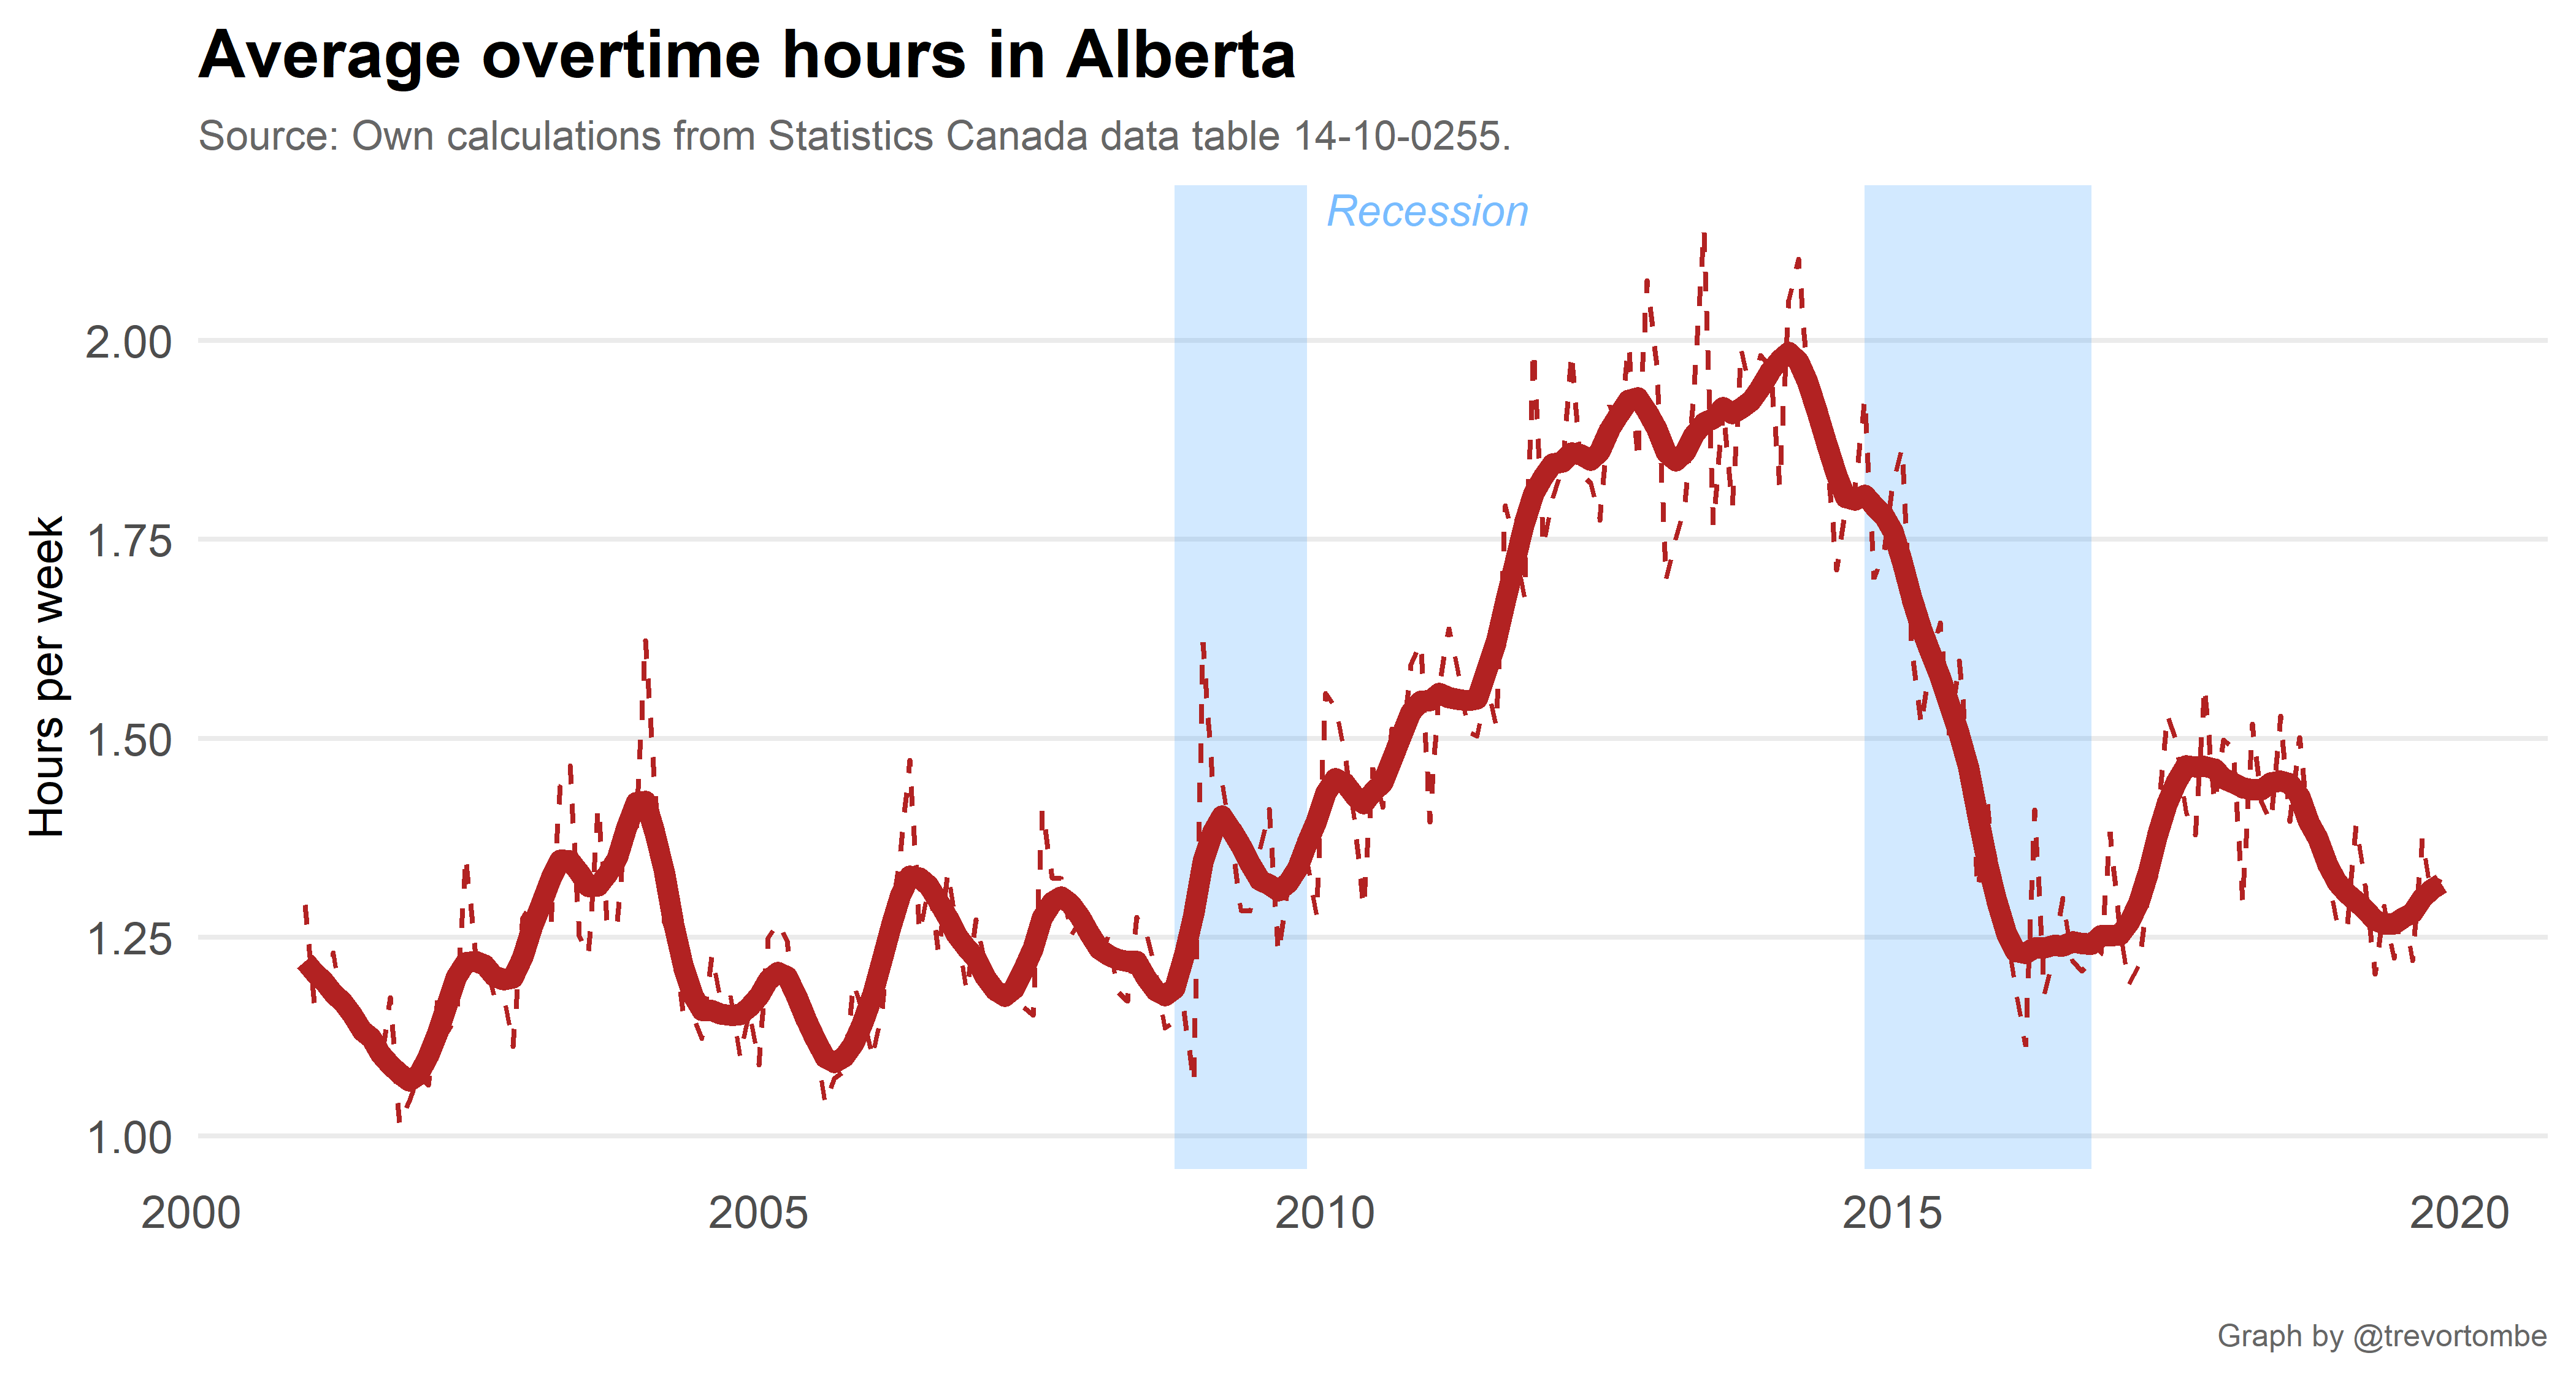 Average overtime hours in Alberta
Source: Own calculations from Statistics Canada data table 14-10-0255.
Recession
Hours per week
2.00
1.75
1.50
1.25
1.00
2000
2005
2010
2015
2020
Graph by @trevortombe